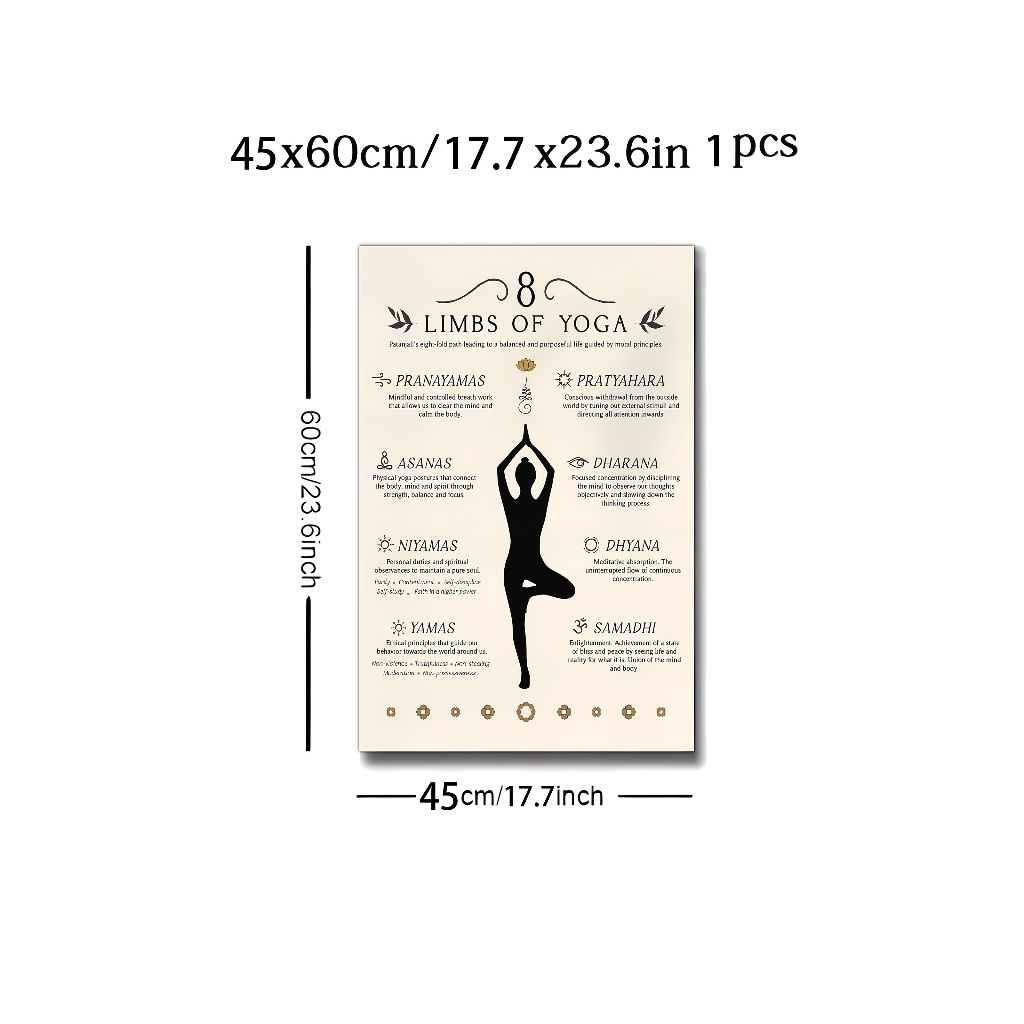 45x60cm/17.7 x23.6in 1pcs
8
LIMBS OF YOGA
Patanjali's eight-fold path leading to a balanced and purposeful life guided by moral principles
PRANAYAMAS
Mindful and controlled breath work
that allows us to clear the mind and
calm the body.
PRATYAHARA
Conscious withdrawal from the outside
world by tuning out external stimuli and
directing all attention inwards
ASANAS
Physical yoga postures that connect
the body, mind and spirit through
strength, balance and focus.
DHARANA
Focused concentration by disciplining
the mind to observe our thoughts
objectively and slowing down the
thinking process.
NIYAMAS
Personal duties and spiritual
observances to maintain a pure soul.
Purity • Contentment • Self-discipline
Self-study • Faith in a higher power
DHYANA
Meditative absorption. The
uninterrupted flow of continuous
concentration.
YAMAS
Ethical principles that guide our
behavior towards the world around us.
Non-violence • Truthfulness • Non-stealing
Moderation • Non-possessiveness
ॐ SAMADHI
Enlightenment. Achievement of a state
of bliss and peace by seeing life and
reality for what it is. Union of the mind
and body.
60cm/23.6inch
45cm/17.7inch